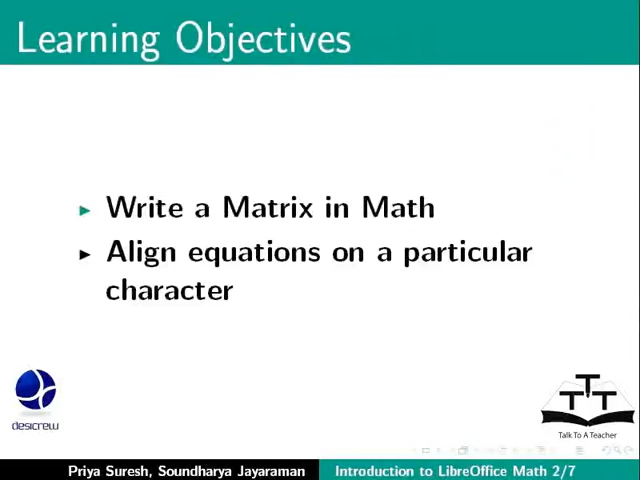 Learning Objectives
Write a Matrix in Math
Align equations on a particular
character
desicrew
T T T
Talk To A Teacher
Priya Suresh, Soundharya Jayaraman Introduction to LibreOffice Math 2/7